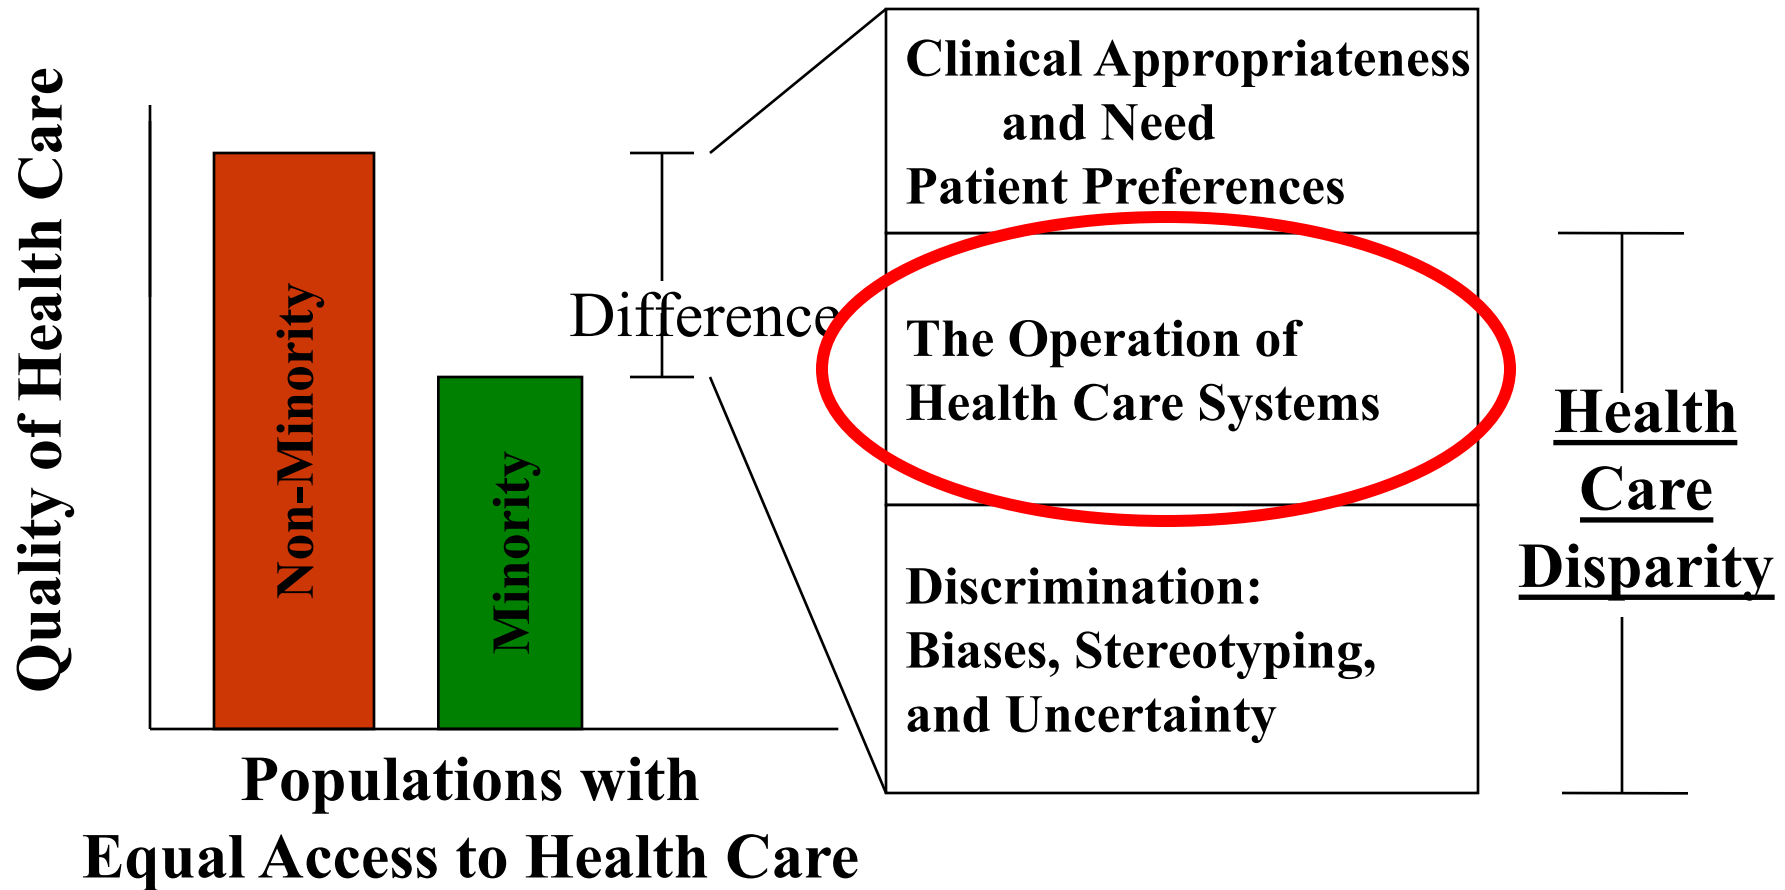 Quality of Health Care
Non-Minority
Minority
Difference
Populations with
Equal Access to Health Care
Clinical Appropriateness
and Need
Patient Preferences
The Operation of
Health Care Systems
Discrimination:
Biases, Stereotyping,
and Uncertainty
Health
Care
Disparity